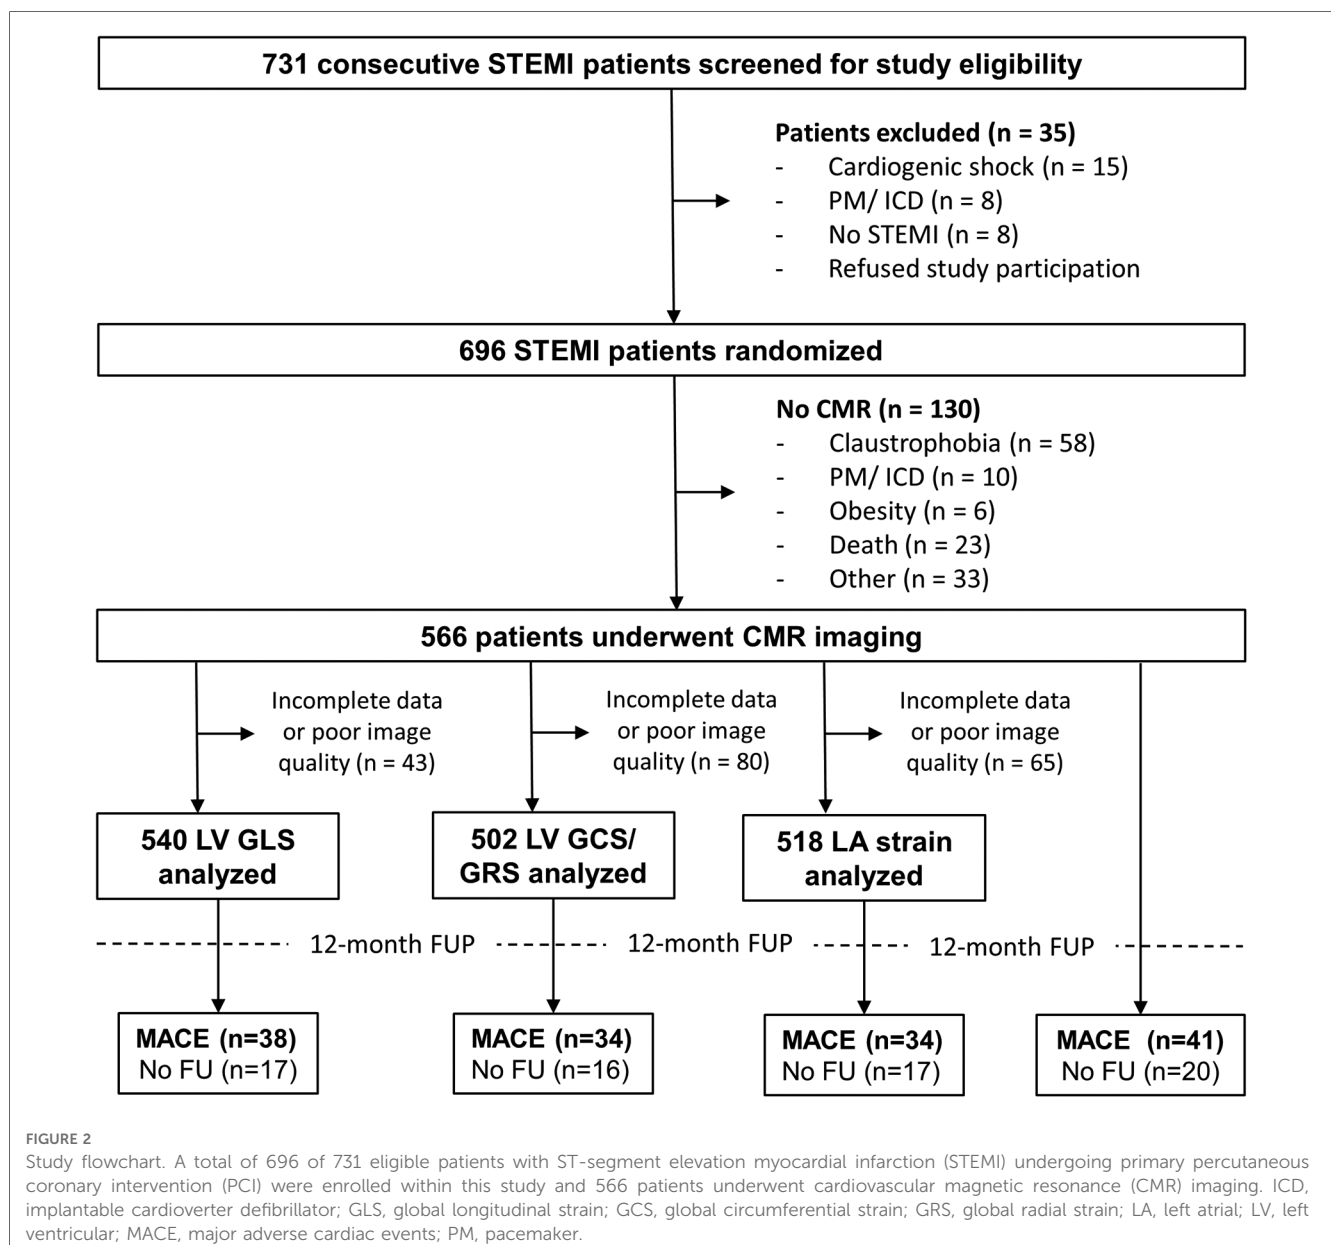 731 consecutive STEMI patients screened for study eligibility
Patients excluded (n = 35)
- Cardiogenic shock (n = 15)
- PM/ ICD (n = 8)
- No STEMI (n = 8)
- Refused study participation
696 STEMI patients randomized
No CMR (n = 130)
- Claustrophobia (n = 58)
- PM/ ICD (n = 10)
- Obesity (n = 6)
- Death (n = 23)
- Other (n = 33)
566 patients underwent CMR imaging
Incomplete data
or poor image
quality (n = 43)
Incomplete data
or poor image
quality (n = 80)
Incomplete data
or poor image
quality (n = 65)
540 LV GLS
analyzed
502 LV GCS/
GRS analyzed
518 LA strain
analyzed
12-month FUP
12-month FUP
12-month FUP
MACE (n=38)
No FU (n=17)
MACE (n=34)
No FU (n=16)
MACE (n=34)
No FU (n=17)
MACE (n=41)
No FU (n=20)
FIGURE 2
Study flowchart. A total of 696 of 731 eligible patients with ST-segment elevation myocardial infarction (STEMI) undergoing primary percutaneous
coronary intervention (PCI) were enrolled within this study and 566 patients underwent cardiovascular magnetic resonance (CMR) imaging. ICD,
implantable cardioverter defibrillator; GLS, global longitudinal strain; GCS, global circumferential strain; GRS, global radial strain; LA, left atrial; LV, left
ventricular; MACE, major adverse cardiac events; PM, pacemaker.